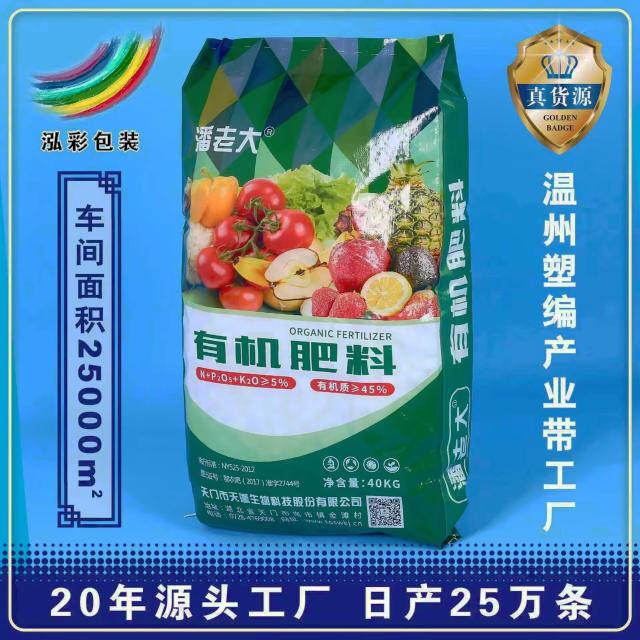 泓彩包装
真货源
GOLDEN
BADGE
车间面积25000m²
温州塑编产业带工厂
潘老大®
ORGANIC FERTILIZER
有机肥料
N+P₂O₅+K₂O≥5%
有机质≥45%
执行标准：NY525-2012
净含量：40KG
天门市天谨生物科技股份有限公司
有机肥料
潘老大®
20年源头工厂 日产25万条